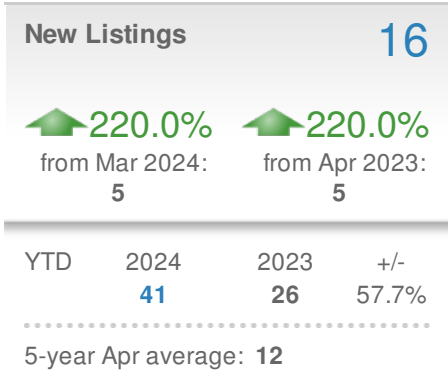 New Listings 16
220.0% 220.0%
from Mar 2024: from Apr 2023:
5 5
YTD 2024 2023 +/-
41 26 57.7%
5-year Apr average: 12